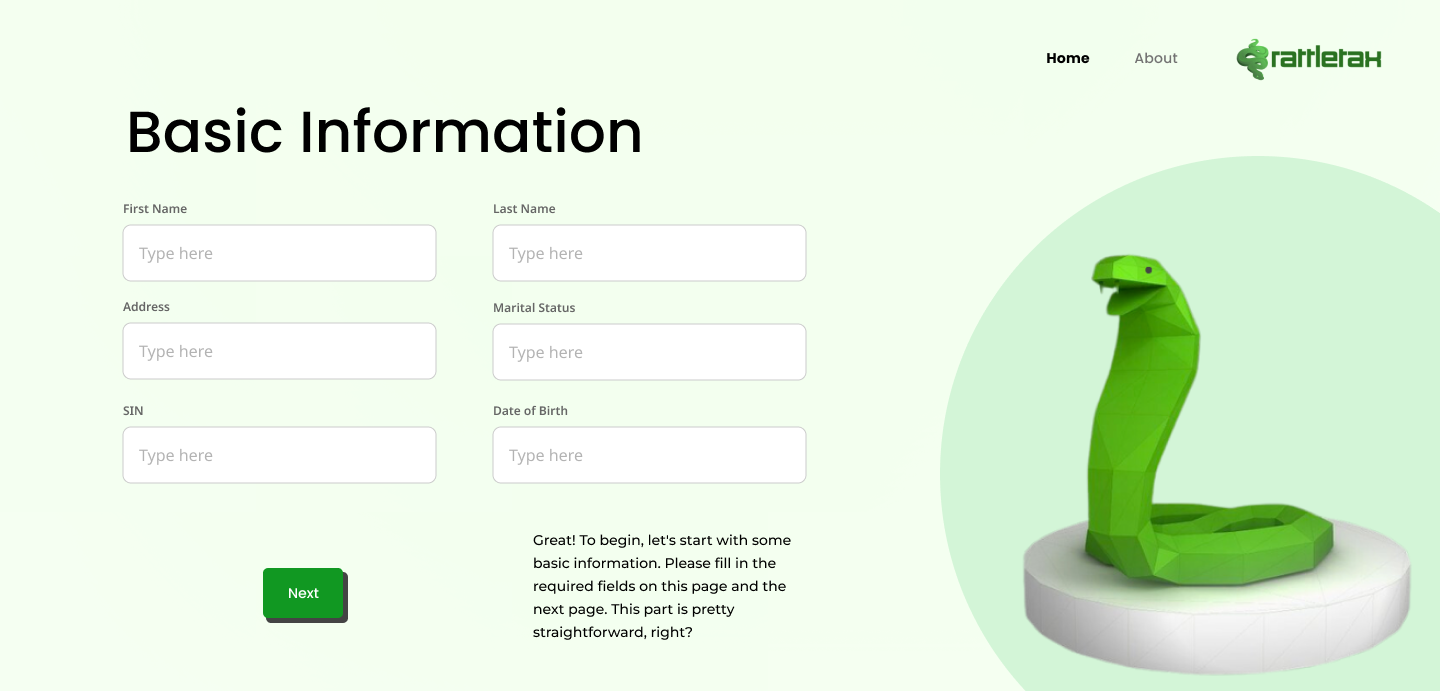 Home About rattletax
Basic Information
First Name Last Name
Type here Type here
Address Marital Status
Type here Type here
SIN Date of Birth
Type here Type here
Great! To begin, let's start with some
basic information. Please fill in the
required fields on this page and the
next page. This part is pretty
straightforward, right?
Next